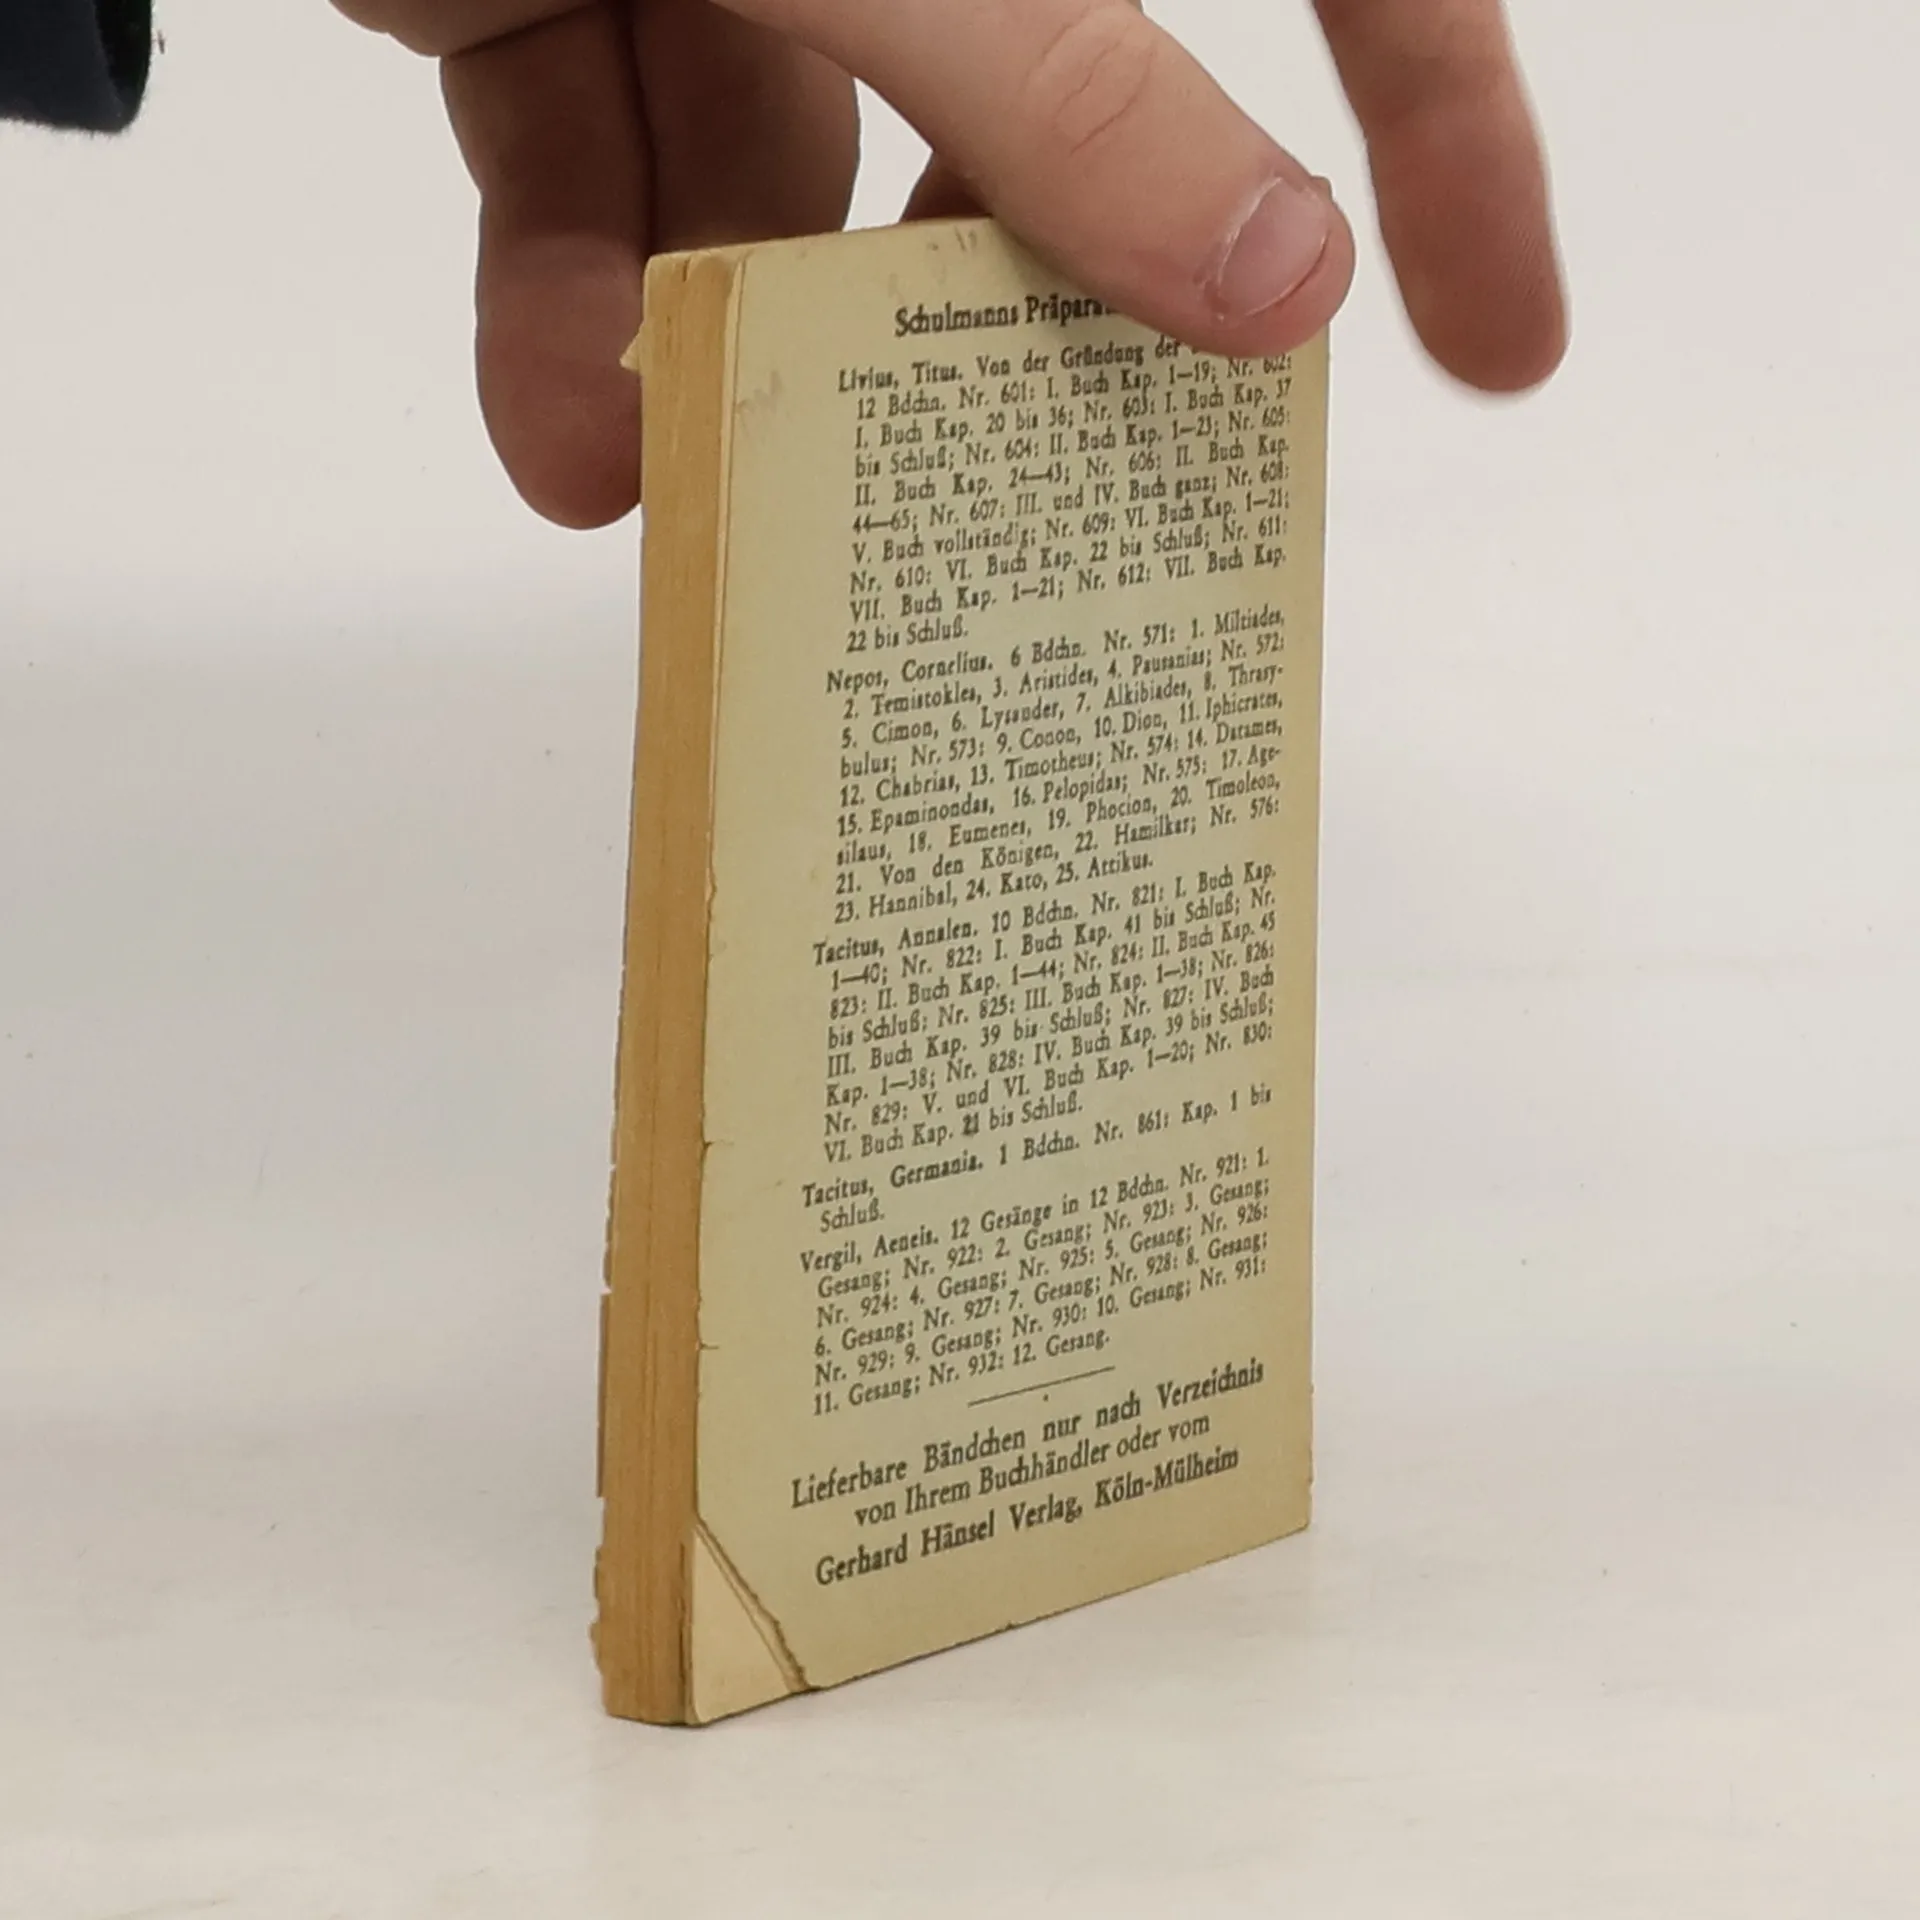 Schulmanns
Livius, Titus. Von der Gründung der
12 Bdchn. Nr. 601: I. Buch Kap. 1—19; Nr. 602:
I. Buch Kap. 20 bis 36; Nr. 603: I. Buch Kap. 37
bis Schluß; Nr. 604: II. Buch Kap. 1—23; Nr. 605:
II. Buch Kap. 24—43; Nr. 606: II. Buch Kap.
44—65; Nr. 607: III. und IV. Buch ganz; Nr. 608:
V. Buch vollständig; Nr. 609: VI. Buch Kap. 1—21;
Nr. 610: VI. Buch Kap. 22 bis Schluß; Nr. 611:
VII. Buch Kap. 1—21; Nr. 612: VII. Buch Kap.
22 bis Schluß.
Nepos, Cornelius. 6 Bdchn. Nr. 571: 1. Miltiades,
2. Temistokles, 3. Aristides, 4. Pausanias; Nr. 572:
5. Cimon, 6. Lysander, 7. Alkibiades, 8. Thrasy-
bulus; Nr. 573: 9. Conon, 10. Dion, 11. Iphicrates,
12. Chabrias, 13. Timotheus; Nr. 574: 14. Datames,
15. Epaminondas, 16. Pelopidas; Nr. 575: 17. Age-
silaus, 18. Eumenes, 19. Phocion, 20. Timoleon,
21. Von den Königen, 22. Hamilkar; Nr. 576:
23. Hannibal, 24. Kato, 25. Attikus.
Tacitus, Annalen. 10 Bdchn. Nr. 821: I. Buch Kap.
1—40; Nr. 822: I. Buch Kap. 41 bis Schluß; Nr.
823: II. Buch Kap. 1—44; Nr. 824: II. Buch Kap. 45
bis Schluß; Nr. 825: III. Buch Kap. 1—38; Nr. 826:
III. Buch Kap. 39 bis Schluß; Nr. 827: IV. Buch
Kap. 1—38; Nr. 828: IV. Buch Kap. 39 bis Schluß;
Nr. 829: V. und VI. Buch Kap. 1—20; Nr. 830:
VI. Buch Kap. 21 bis Schluß.
Tacitus, Germania. 1 Bdchn. Nr. 861: Kap. 1 bis
Schluß.
Vergil, Aeneis. 12 Gesänge in 12 Bdchn. Nr. 921: 1.
Gesang; Nr. 922: 2. Gesang; Nr. 923: 3. Gesang;
Nr. 924: 4. Gesang; Nr. 925: 5. Gesang; Nr. 926:
6. Gesang; Nr. 927: 7. Gesang; Nr. 928: 8. Gesang;
Nr. 929: 9. Gesang; Nr. 930: 10. Gesang; Nr. 931:
11. Gesang; Nr. 932: 12. Gesang.
Lieferbare Bändchen nur nach Verzeichnis
von Ihrem Buchhändler oder vom
Gerhard Hänsel Verlag, Köln-Mülheim